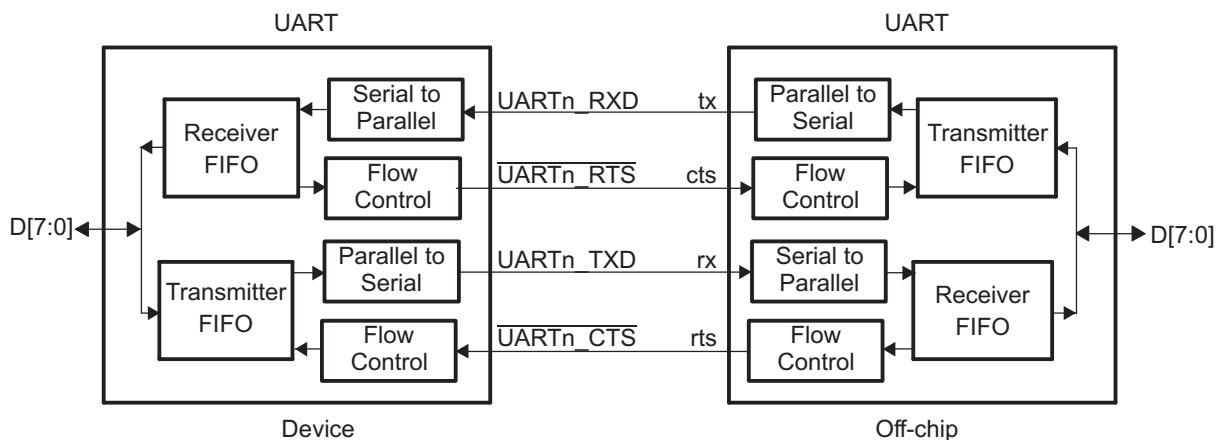 UART
UART
Serial to
Parallel
UARTn_RXD
tx
Parallel to
Serial
Receiver
FIFO
Transmitter
FIFO
Flow
Control
UARTn_RTS
cts
Flow
Control
D[7:0]
D[7:0]
Parallel to
Serial
UARTn_TXD
rx
Serial to
Parallel
Transmitter
FIFO
Receiver
FIFO
Flow
Control
UARTn_CTS
rts
Flow
Control
Device
Off-chip